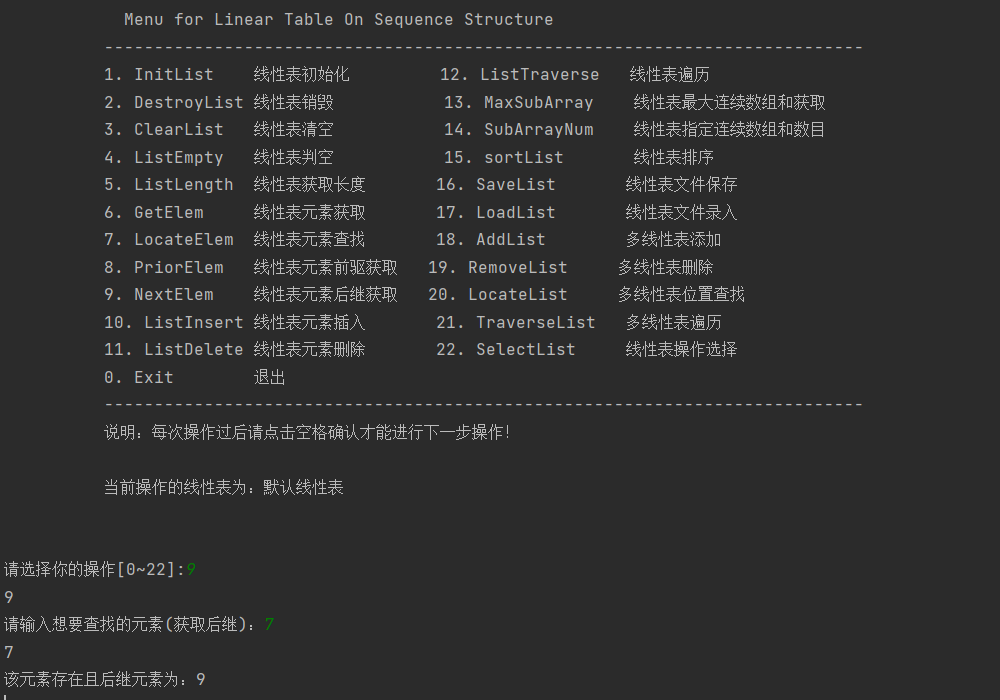 Menu for Linear Table On Sequence Structure
---------------------------------------------------------------------------
1. InitList 线性表初始化 12. ListTraverse 线性表遍历
2. DestroyList 线性表销毁 13. MaxSubArray 线性表最大连续数组和获取
3. ClearList 线性表清空 14. SubArrayNum 线性表指定连续数组和数目
4. ListEmpty 线性表判空 15. sortList 线性表排序
5. ListLength 线性表获取长度 16. SaveList 线性表文件保存
6. GetElem 线性表元素获取 17. LoadList 线性表文件录入
7. LocateElem 线性表元素查找 18. AddList 多线性表添加
8. PriorElem 线性表元素前驱获取 19. RemoveList 多线性表删除
9. NextElem 线性表元素后继获取 20. LocateList 多线性表位置查找
10. ListInsert 线性表元素插入 21. TraverseList 多线性表遍历
11. ListDelete 线性表元素删除 22. SelectList 线性表操作选择
0. Exit 退出
---------------------------------------------------------------------------
说明：每次操作过后请点击空格确认才能进行下一步操作！
当前操作的线性表为：默认线性表
请选择你的操作[0~22]:9
9
请输入想要查找的元素(获取后继)：7
7
该元素存在且后继元素为：9